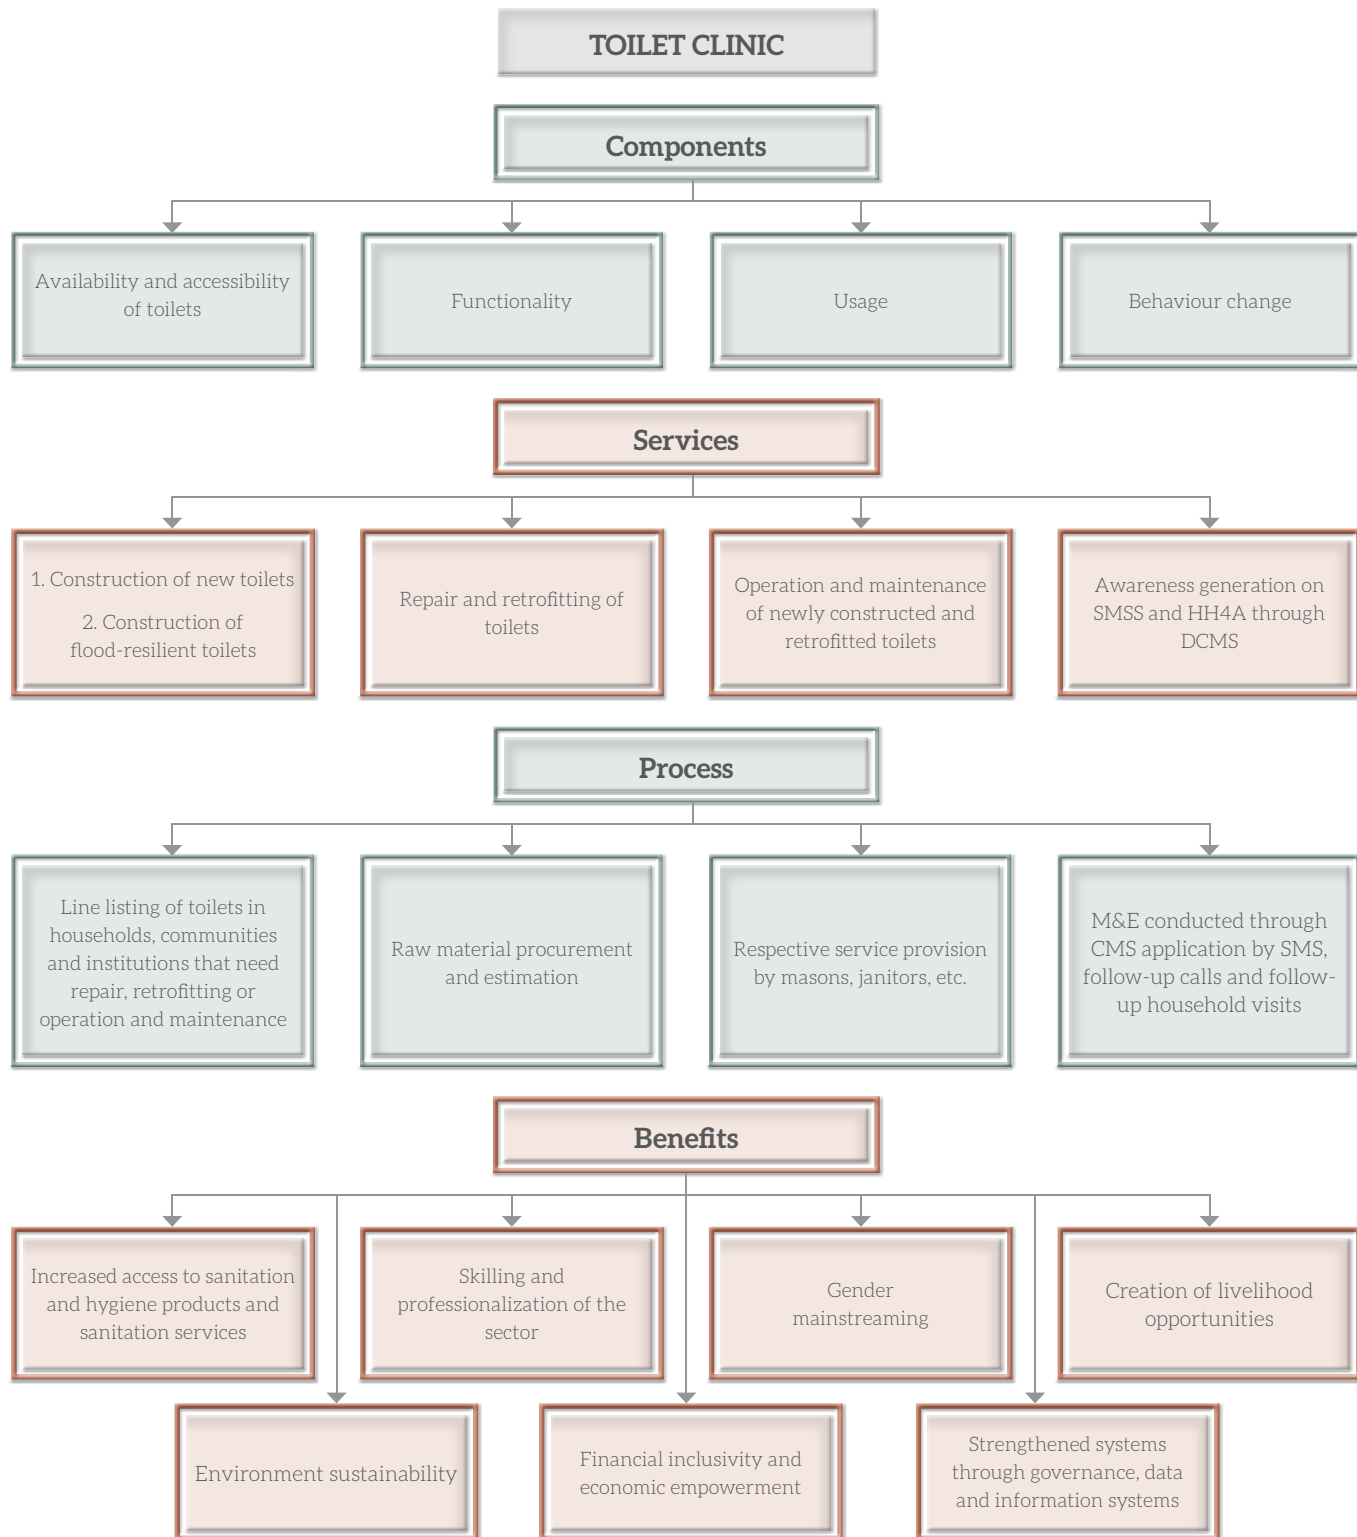 TOILET CLINIC
Components
Availability and accessibility
of toilets
Functionality
Usage
Behaviour change
Services
1. Construction of new toilets
2. Construction of
flood-resilient toilets
Repair and retrofitting of
toilets
Operation and maintenance
of newly constructed and
retrofitted toilets
Awareness generation on
SMSS and HH4A through
DCMS
Process
Line listing of toilets in
households, communities
and institutions that need
repair, retrofitting or
operation and maintenance
Raw material procurement
and estimation
Respective service provision
by masons, janitors, etc.
M&E conducted through
CMS application by SMS,
follow-up calls and follow-
up household visits
Benefits
Increased access to sanitation
and hygiene products and
sanitation services
Skilling and
professionalization of the
sector
Gender
mainstreaming
Creation of livelihood
opportunities
Environment sustainability
Financial inclusivity and
economic empowerment
Strengthened systems
through governance, data
and information systems